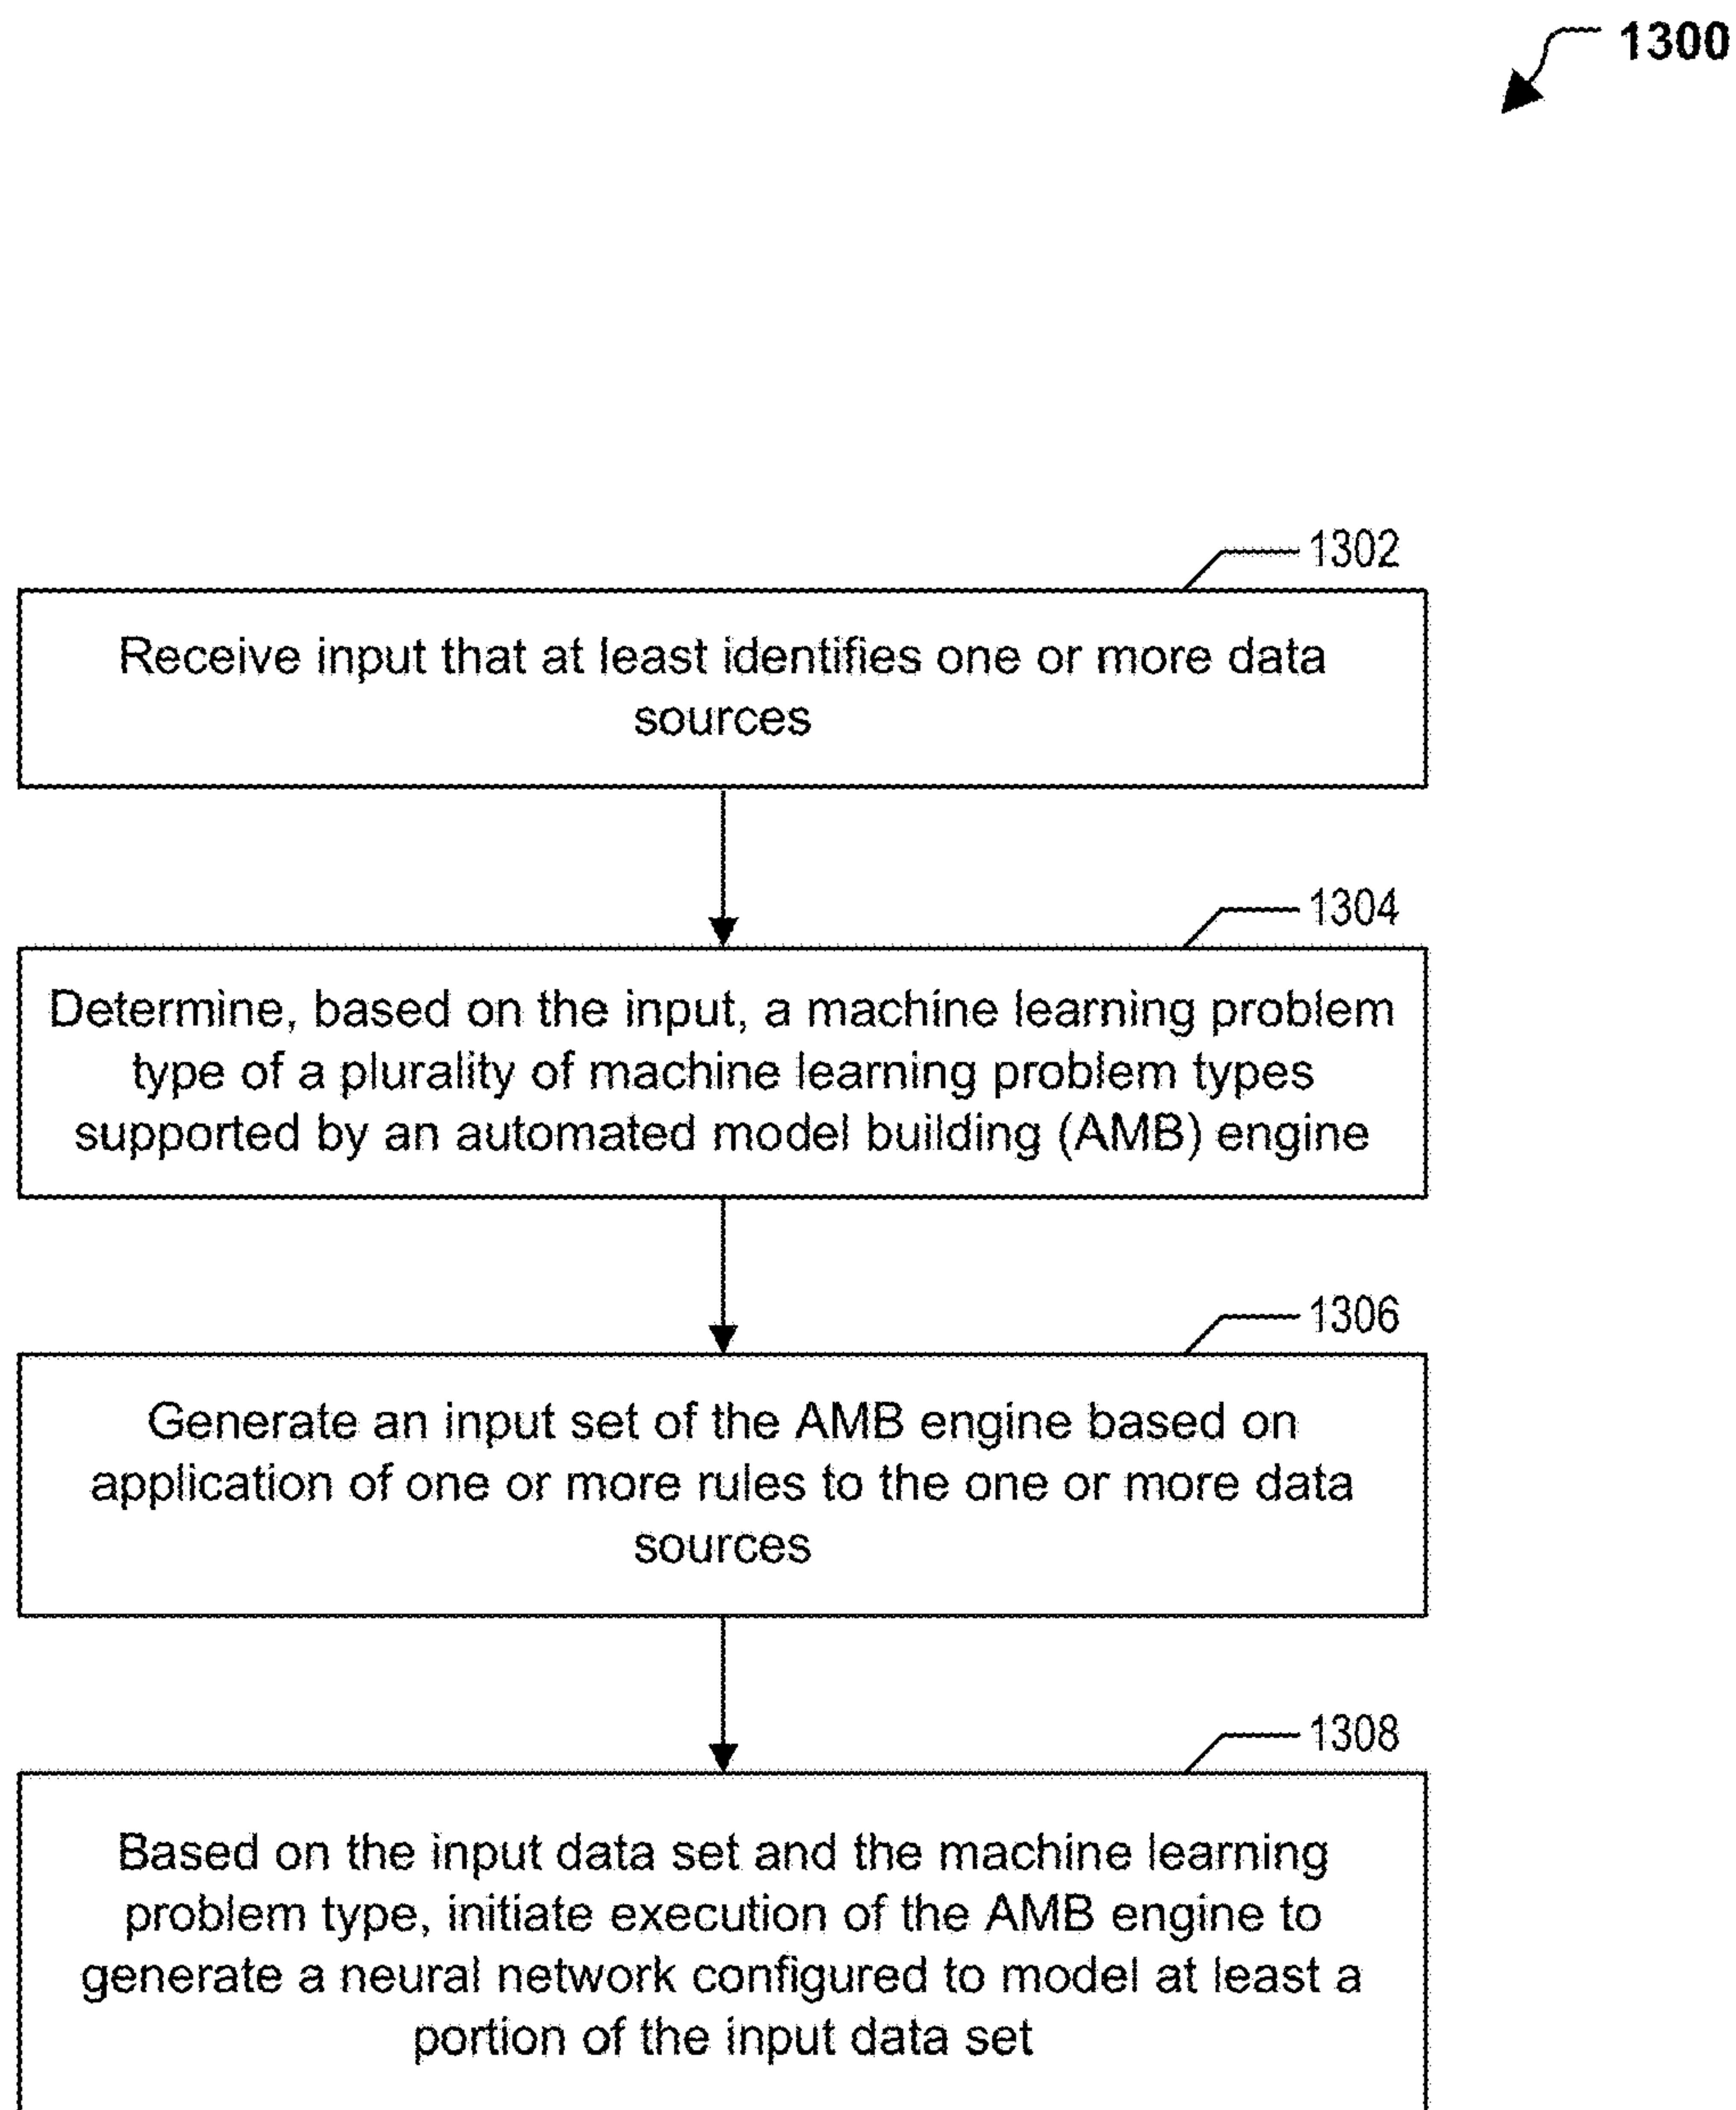 1300
1302
Receive input that at least identifies one or more data
sources
1304
Determine, based on the input, a machine learning problem
type of a plurality of machine learning problem types
supported by an automated model building (AMB) engine
1306
Generate an input set of the AMB engine based on
application of one or more rules to the one or more data
sources
1308
Based on the input data set and the machine learning
problem type, initiate execution of the AMB engine to
generate a neural network configured to model at least a
portion of the input data set